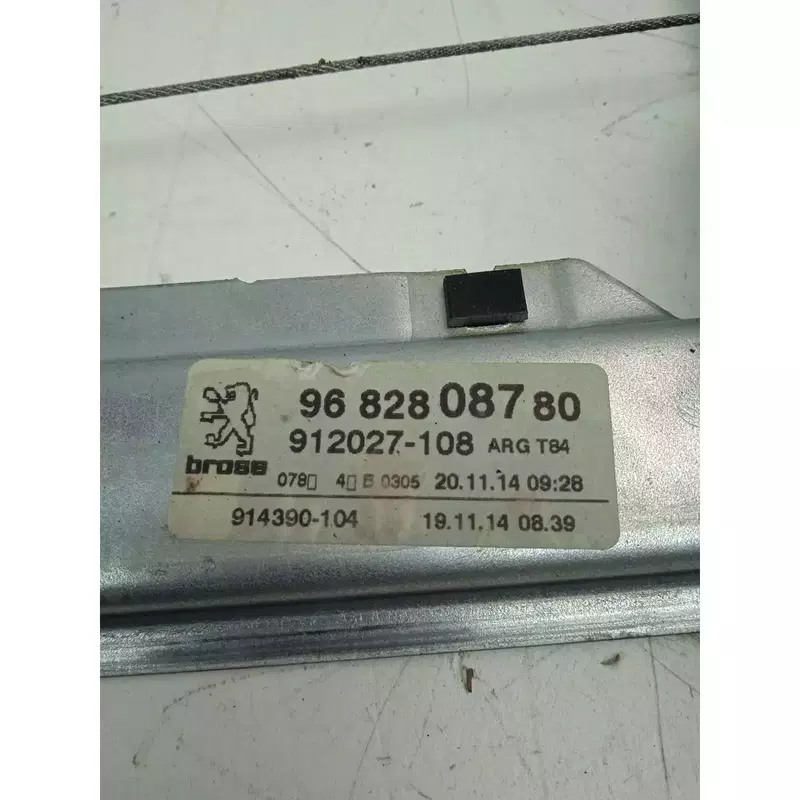 96 828 087 80
912027-108 ARG T84
brose
078▯ 4▯ 5 0305 20.11.14 09:28
914390-104 19.11.14 08.39